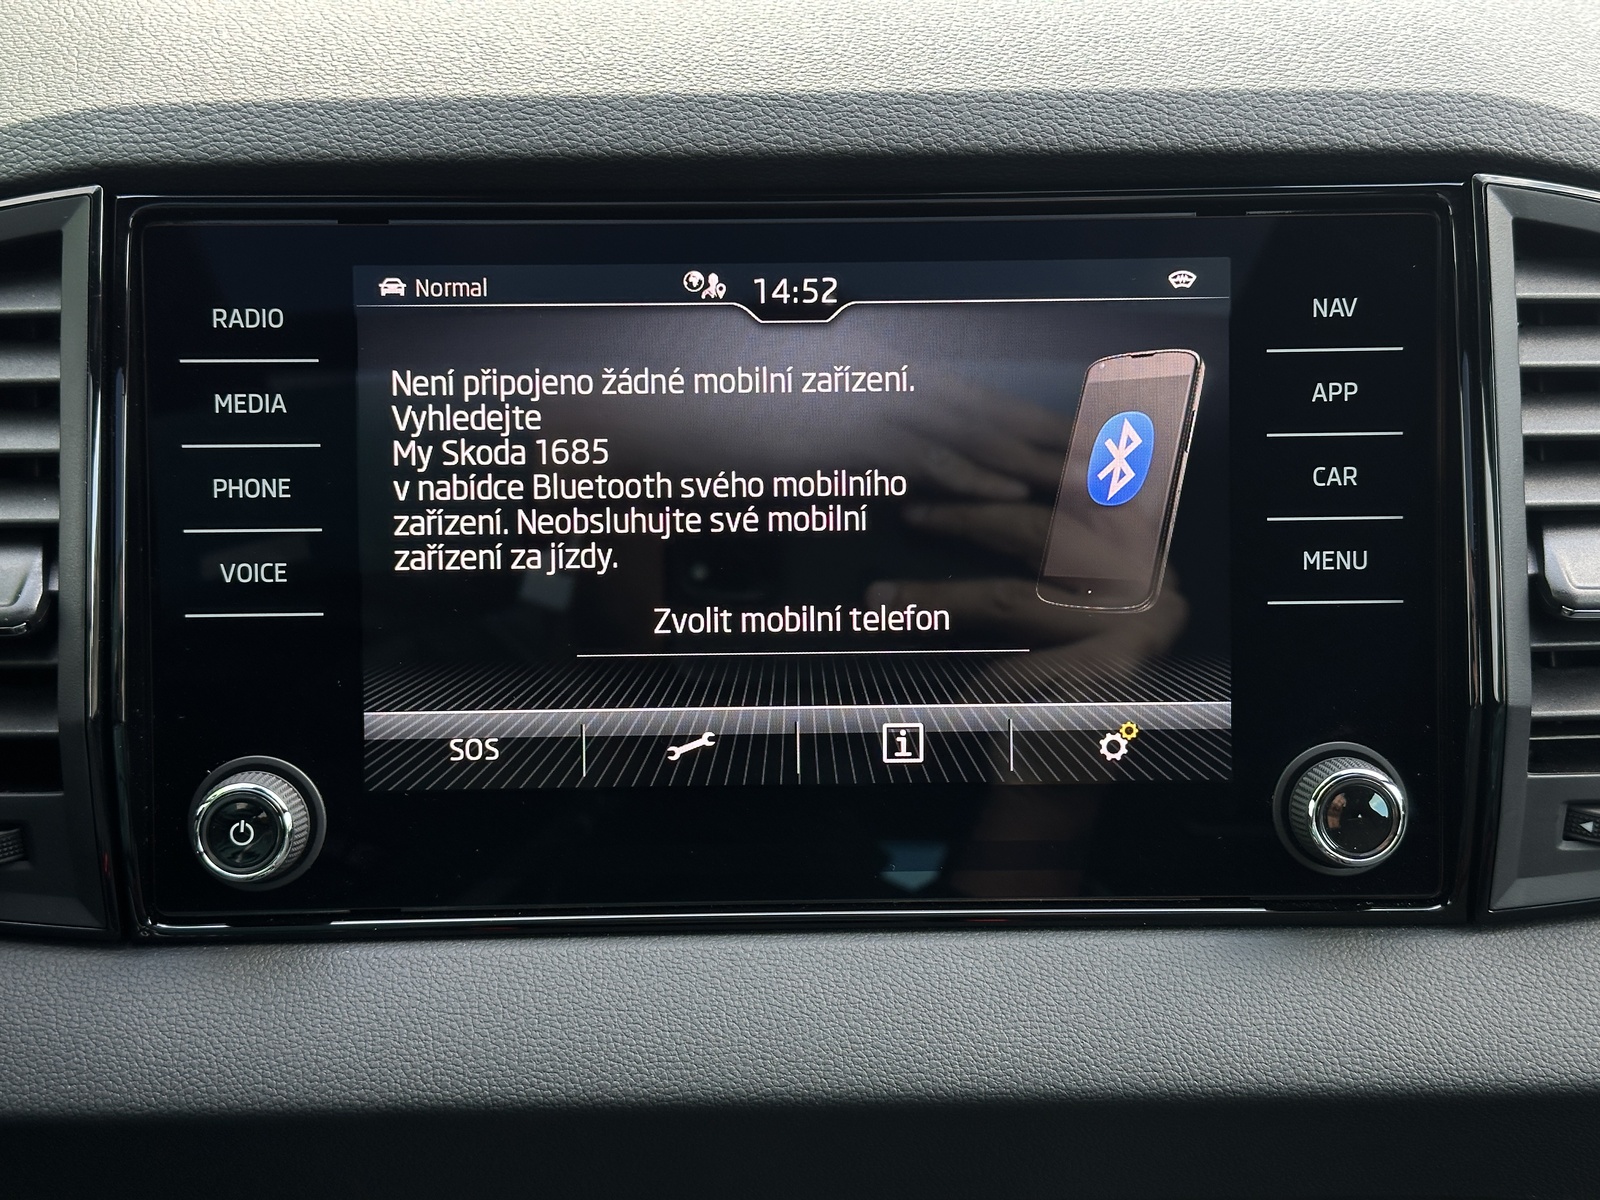 Normal
14:52
RADIO
MEDIA
PHONE
VOICE
Není připojeno žádné mobilní zařízení.
Vyhledejte
My Skoda 1685
v nabídce Bluetooth svého mobilního
zařízení. Neobsluhujte své mobilní
zařízení za jízdy.
Zvolit mobilní telefon
SOS
NAV
APP
CAR
MENU